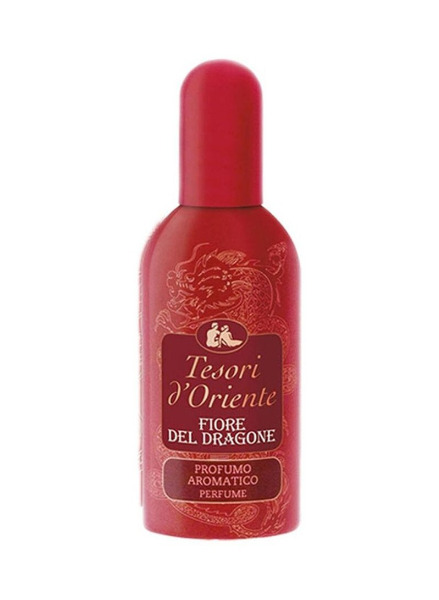 Tesori
d'Oriente
FIORE
DEL DRAGONE
PROFUMO
AROMATICO
PERFUME